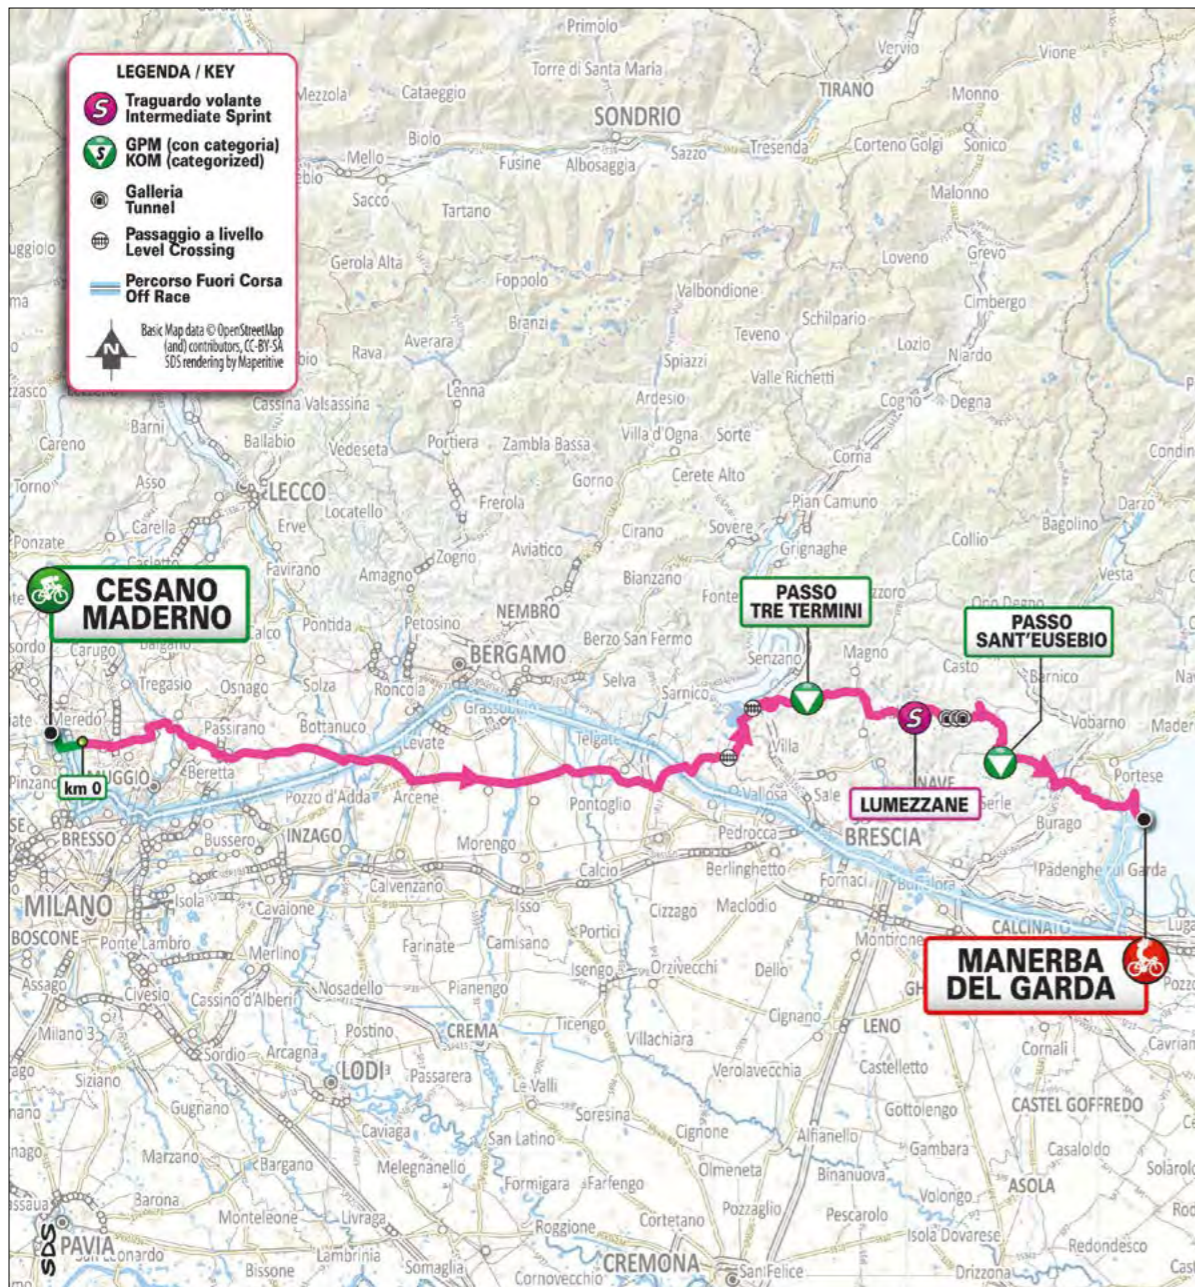 LEGENDA / KEY
Traguardo volante
Intermediate Sprint
GPM (con categoria)
KOM (categorized)
Galleria
Tunnel
Passaggio a livello
Level Crossing
Percorso Fuori Corsa
Off Race
Basic Map data © OpenStreetMap
(and) contributors, CC-BY-SA
SDS rendering by Maperitive
N
S
S
Primolo
Vervio
Vione
Torre di Santa Maria
Mezzola
Cataeggio
TIRANO
Monno
SONDRIO
Biolo
Mello
Fusine
Albosaggia
Sazzo
Tresenda
Corteno Golgi
Sonico
Sacco
Tartano
Malonno
Gerola Alta
Foppolo
Valbondione
Loveno
Grevo
Cimbergo
Branzi
Teveno
Schilpario
Averara
Rava
Spiazzi
Lozio
Niardo
Valle Richetti
Cassina Valsassina
Lenna
Ardesio
Cogno
Degna
Careno
Barni
Ballabio
Vedeseta
Portiera
Zambla Bassa
Villa d'Ogna
Sorte
Corna
Torno
Asso
LECCO
Locatello
Frerola
Gorno
Cerete Alto
Pian Camuno
Darzo
Ponzate
Carella
Erve
Cirano
Sovere
Bagolino
Favirano
Zogno
Aviatico
Grignaghe
Collio
Amagno
Bianzano
Vesta
CESANO
MADERNO
NEMBRO
PASSO
TRE TERMINI
PASSO
SANT'EUSEBIO
Pontida
Petosino
Berzo San Fermo
Carugo
BERGAMO
Senzano
Magno
Casto
Tregasio
Osnago
Solza
Roncola
Selva
Sarnico
Meredo
Passirano
Bottanuco
Levate
Telgate
Villa
S
Vobarno
Portese
km 0
Beretta
Pozzo d'Adda
Arcene
Pontoglio
Vallosa
Sale
NAVE
LUMEZZANE
Burago
BRESSO
Bussero
INZAGO
Morengo
Pedrocca
BRESCIA
Calcio
Berlinghetto
Fornaci
MILANO
Isola
Cavaione
Calvenzano
Isso
Cizzago
Maclodio
CALCINATO
BOSCONE
Ponte Lambro
Merlino
Farinate
Camisano
Portici
Montirone
MANERBA
DEL GARDA
Assago
Civesio
Cassino d'Alberi
Nosadello
Pianengo
Isengo
Orzivecchi
Dello
Milano 3
Postino
CREMA
Ticengo
Villachiara
Cignano
LENO
Cornali
Siziano
Sordio
Arcagna
LODI
Passarera
Le Valli
Verolavecchia
Castelletto
Gugnano
Soresina
Gottolengo
CASTEL GOFFREDO
Marzano
Bargano
Caviaga
Melegnanello
San Latino
Cignone
Alfianello
Gambara
Casaloldo
Barona
Formigara
Farfengo
Olmeneta
Binanuova
Volongo
ASOLA
PAVIA
Monteleone
Livraga
Roggione
Cortetano
Pozzaglio
Pescarolo
Isola Dovarese
Redondesco
Bissone
Lambrinia
Somaglia
Cornovecchio
CREMONA
San Felice
Drizzona
SDS